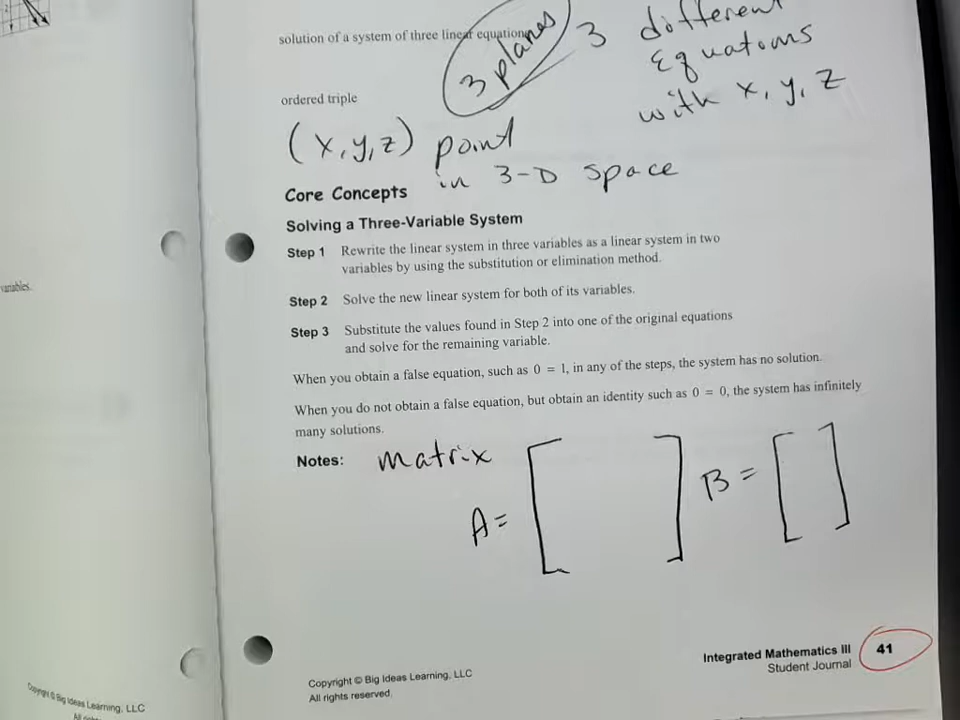 different
3 planes 3 Equations
solution of a system of three linear equations
with x, y, z
ordered triple
(x, y, z) point
in 3-D space
Core Concepts
Solving a Three-Variable System
Step 1 Rewrite the linear system in three variables as a linear system in two
variables by using the substitution or elimination method.
Step 2 Solve the new linear system for both of its variables.
Step 3 Substitute the values found in Step 2 into one of the original equations
and solve for the remaining variable.
When you obtain a false equation, such as 0 = 1, in any of the steps, the system has no solution.
When you do not obtain a false equation, but obtain an identity such as 0 = 0, the system has infinitely
many solutions.
Notes: Matrix
A = [ ] B = [ ]
variables.
Integrated Mathematics III 41
Student Journal
Copyright © Big Ideas Learning, LLC
All rights reserved.
Copyright © Big Ideas Learning, LLC
All rights